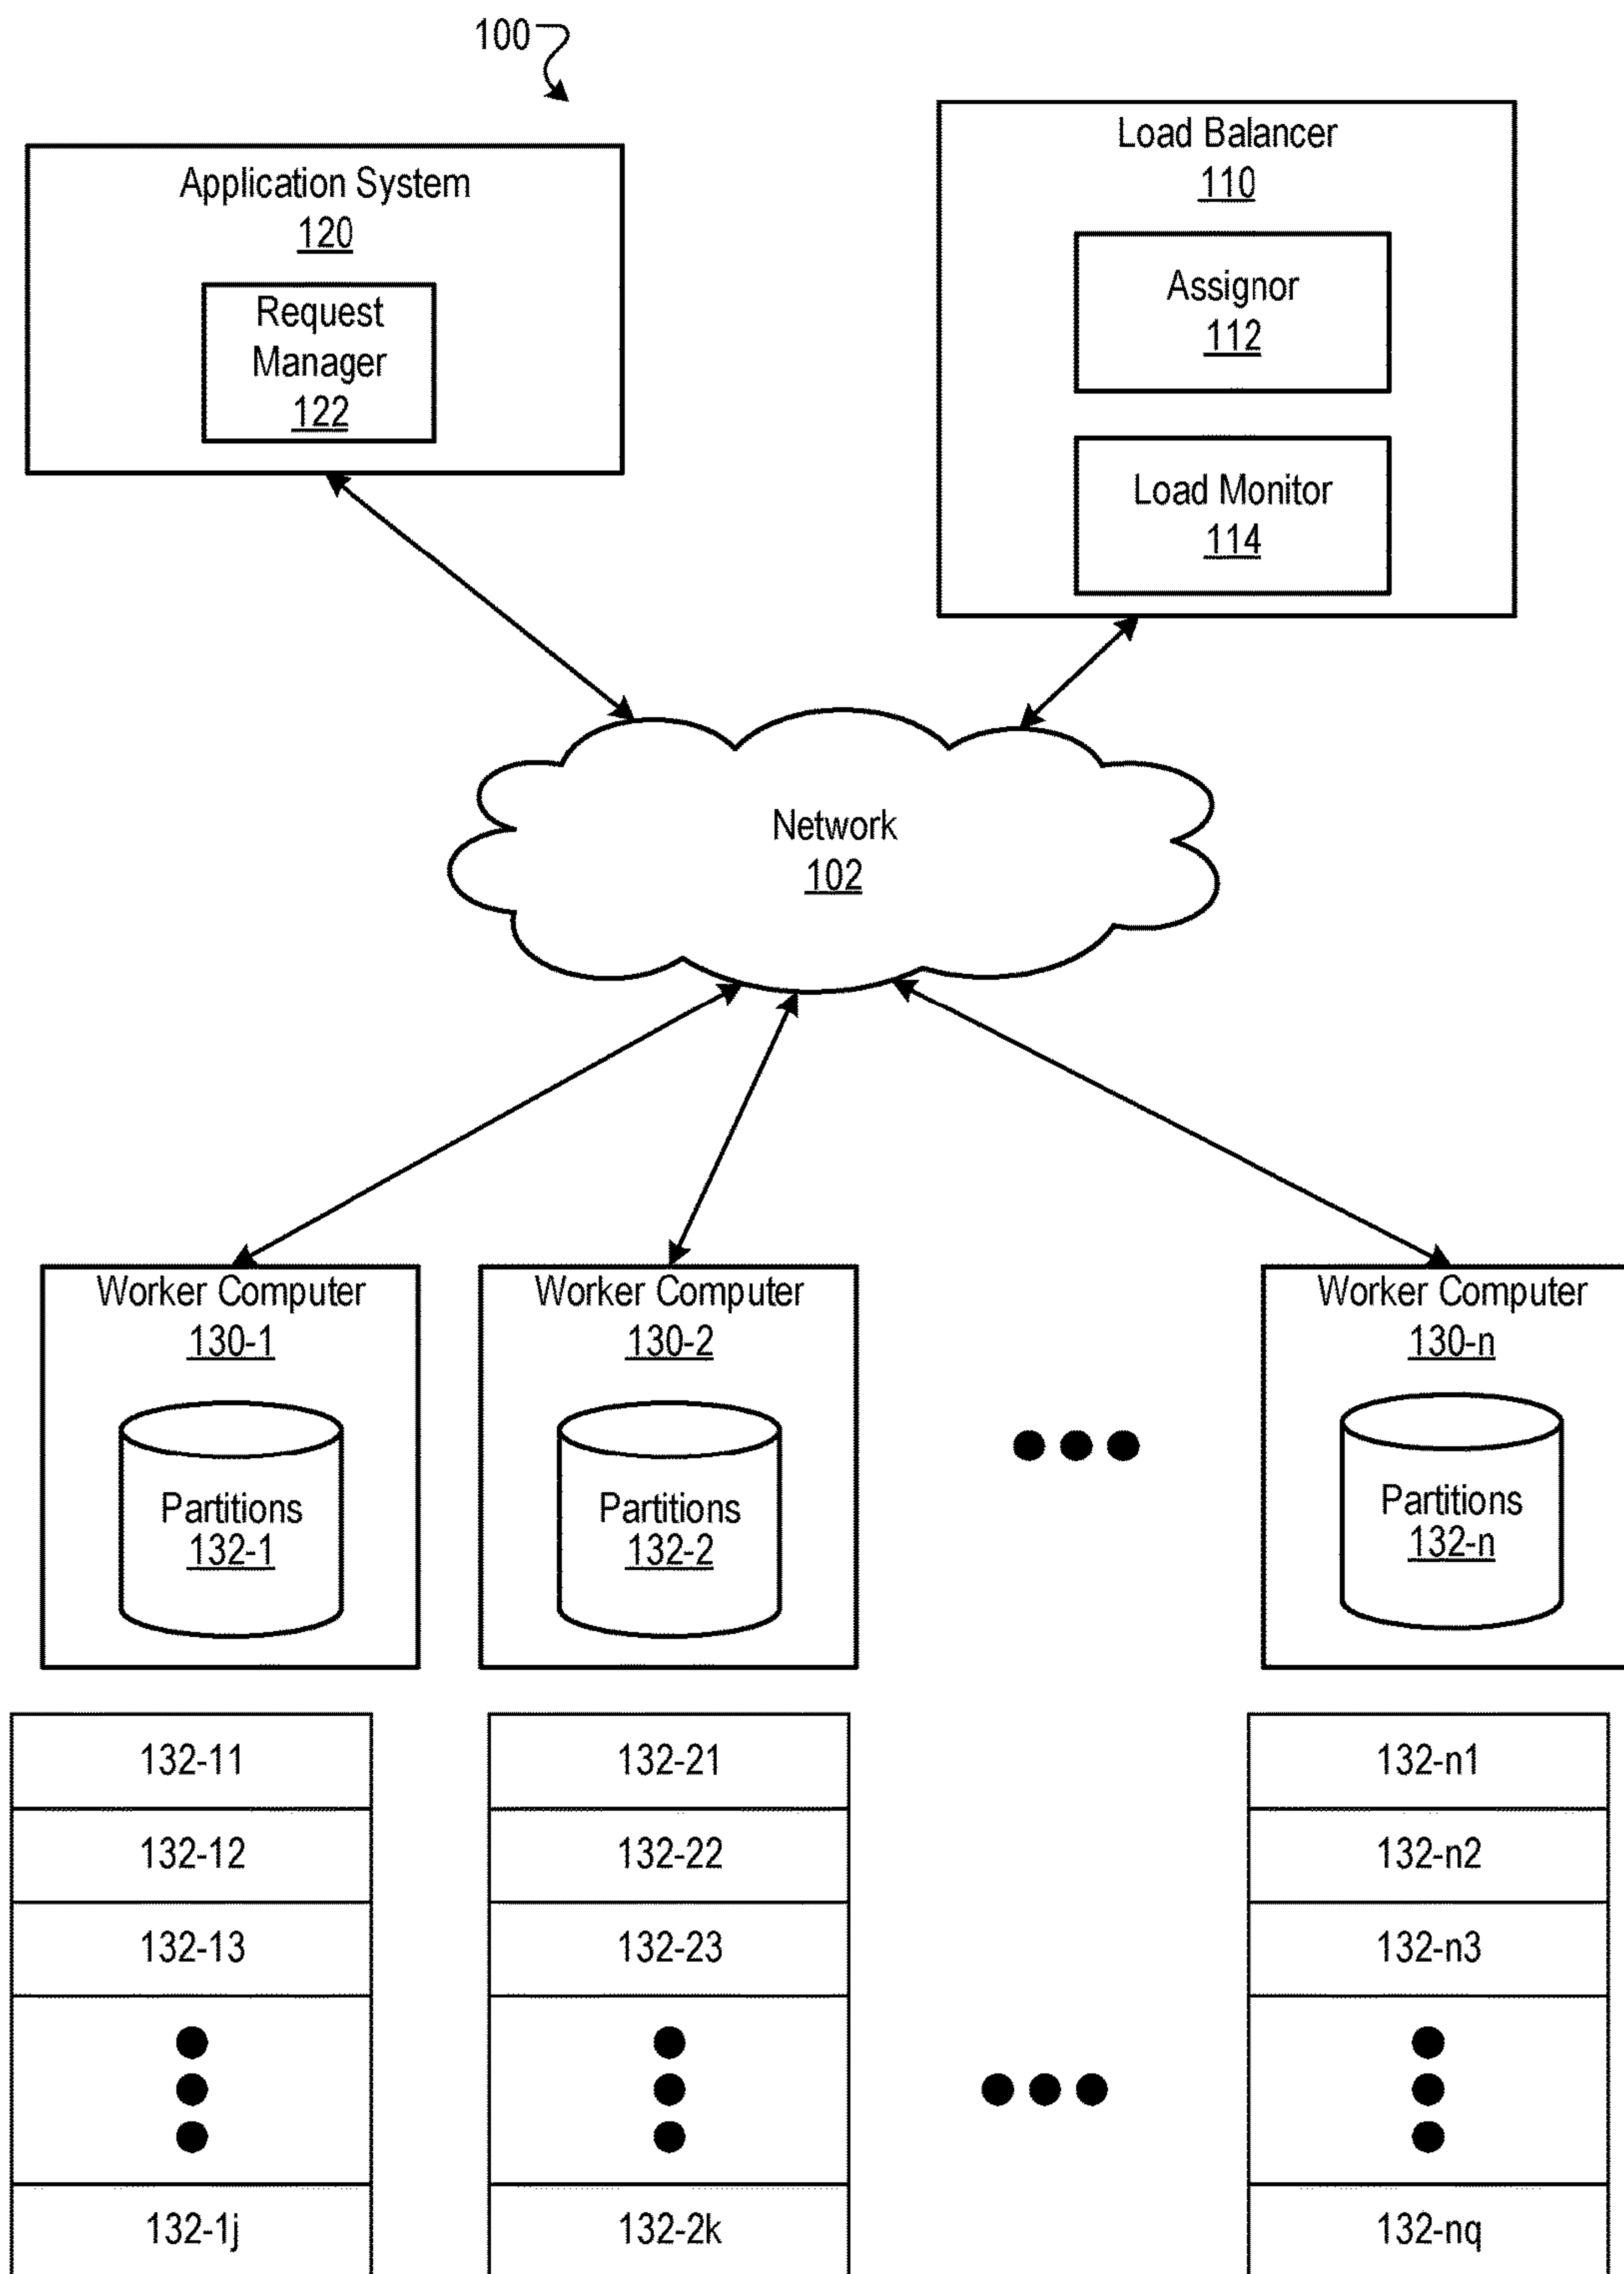 100
Application System
120
Request
Manager
122
Load Balancer
110
Assignor
112
Load Monitor
114
Network
102
Worker Computer
130-1
Partitions
132-1
Worker Computer
130-2
Partitions
132-2
Worker Computer
130-n
Partitions
132-n
132-11
132-12
132-13
132-1j
132-21
132-22
132-23
132-2k
132-n1
132-n2
132-n3
132-nq